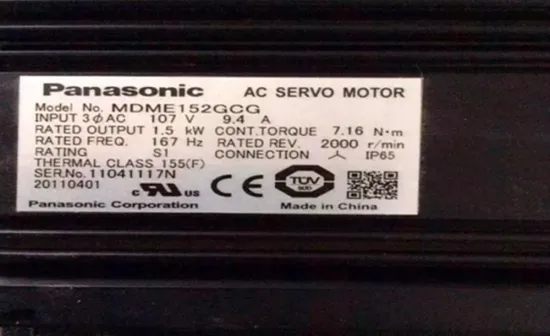 Panasonic AC SERVO MOTOR
Model No. MDME152GCG
INPUT 3ϕAC 107 V 9.4 A
RATED OUTPUT 1.5 kW CONT.TORQUE 7.16 N·m
RATED FREQ. 167 Hz RATED REV. 2000 r/min
RATING S1 CONNECTION 人 IP65
THERMAL CLASS 155(F)
SER.No.11041117N
20110401
c RU US CE TÜV
Panasonic Corporation Made in China